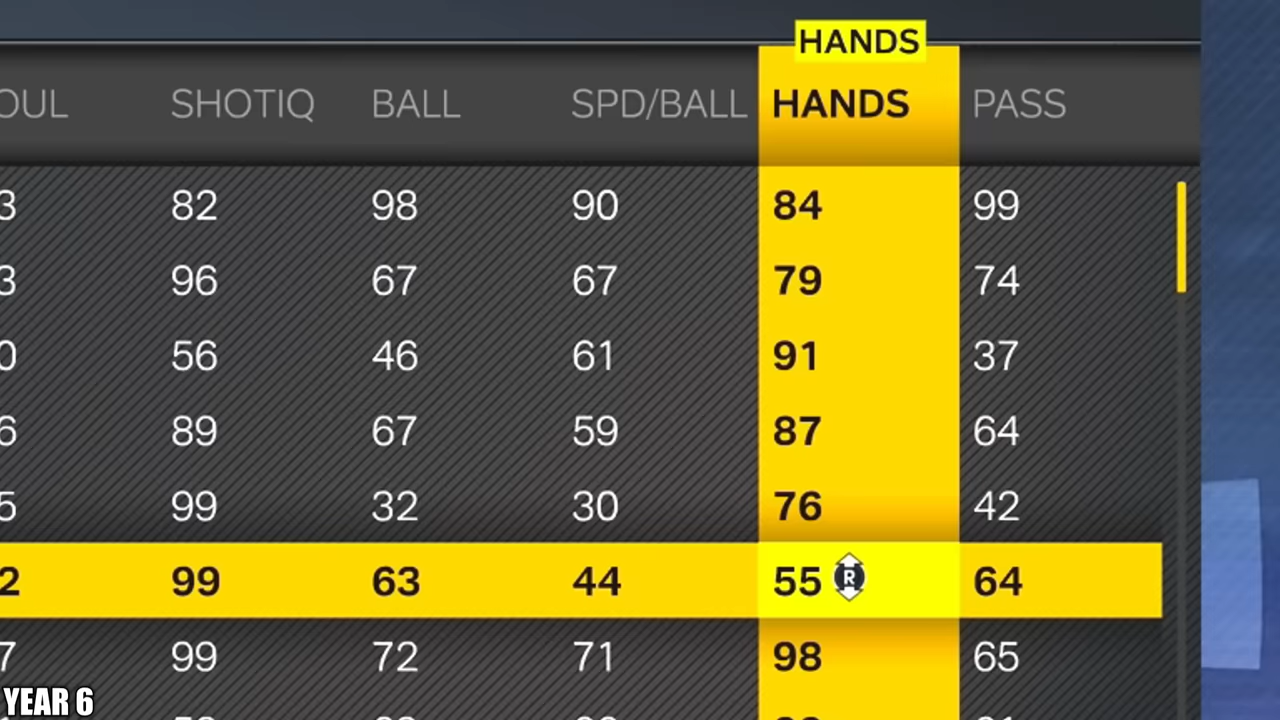 HANDS
OUL SHOTIQ BALL SPD/BALL HANDS PASS
3 82 98 90 84 99
3 96 67 67 79 74
0 56 46 61 91 37
6 89 67 59 87 64
5 99 32 30 76 42
2 99 63 44 55 R 64
7 99 72 71 98 65
YEAR 6